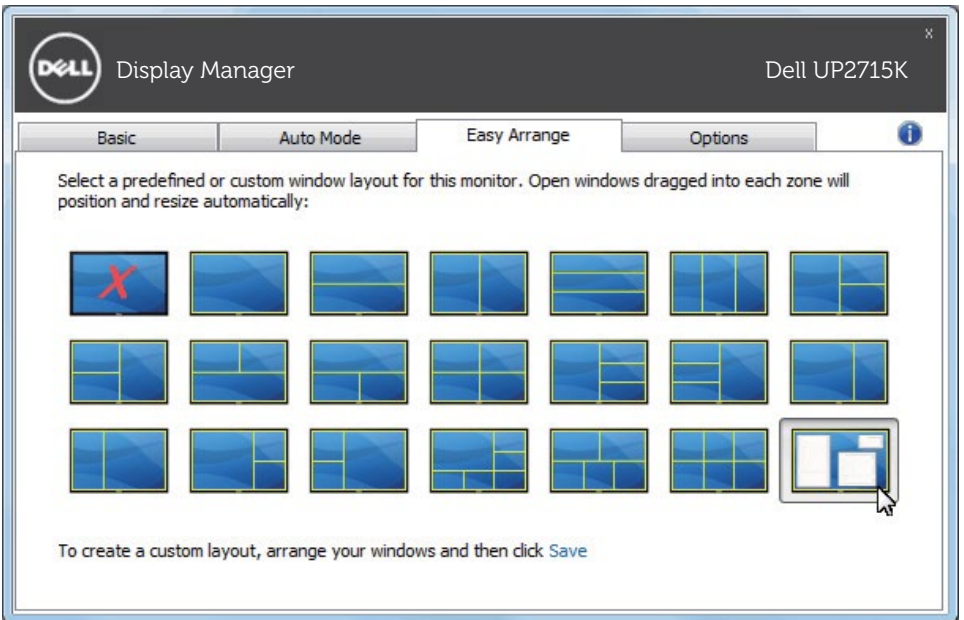 x
DELL
Display Manager
Dell UP2715K
Basic
Auto Mode
Easy Arrange
Options
i
Select a predefined or custom window layout for this monitor. Open windows dragged into each zone will
position and resize automatically:
X
To create a custom layout, arrange your windows and then click Save